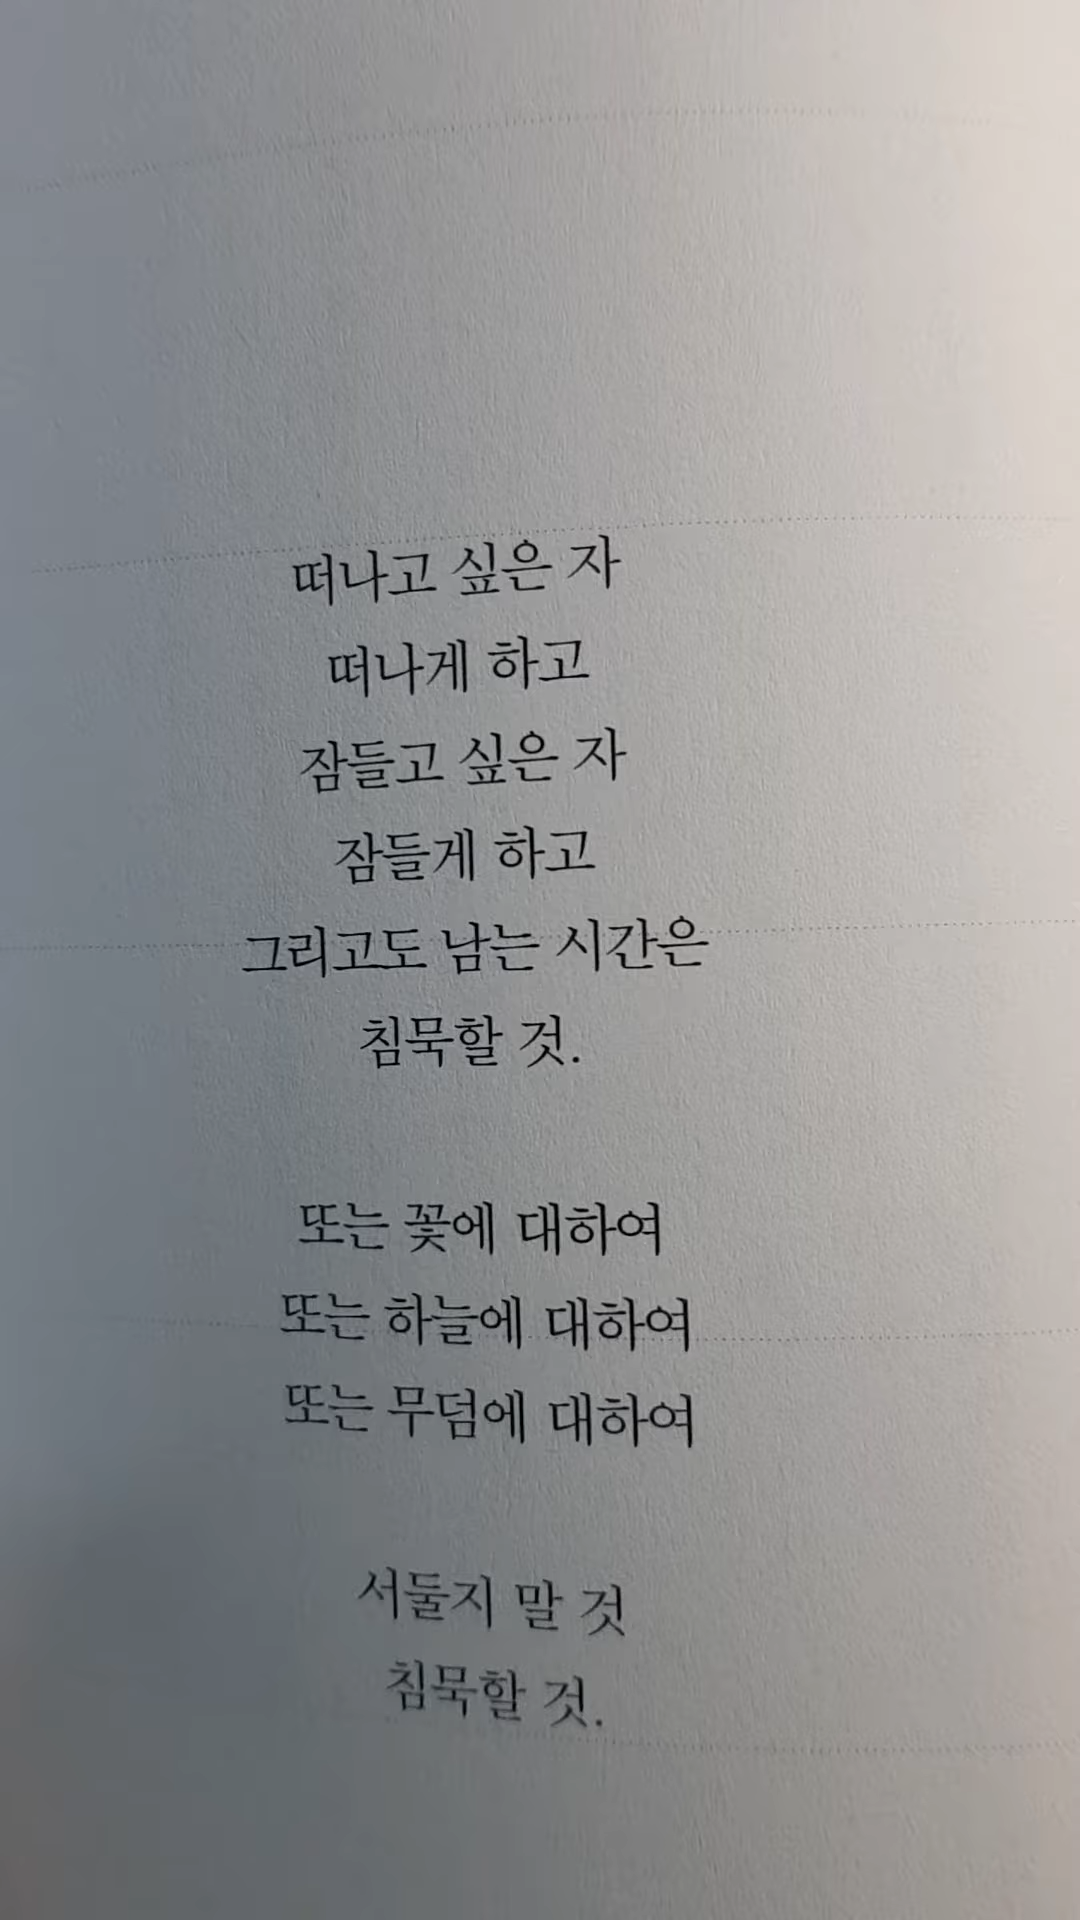 떠나고 싶은 자
떠나게 하고
잠들고 싶은 자
잠들게 하고
그리고도 남는 시간은
침묵할 것.
또는 꽃에 대하여
또는 하늘에 대하여
또는 무덤에 대하여
서둘지 말 것
침묵할 것.